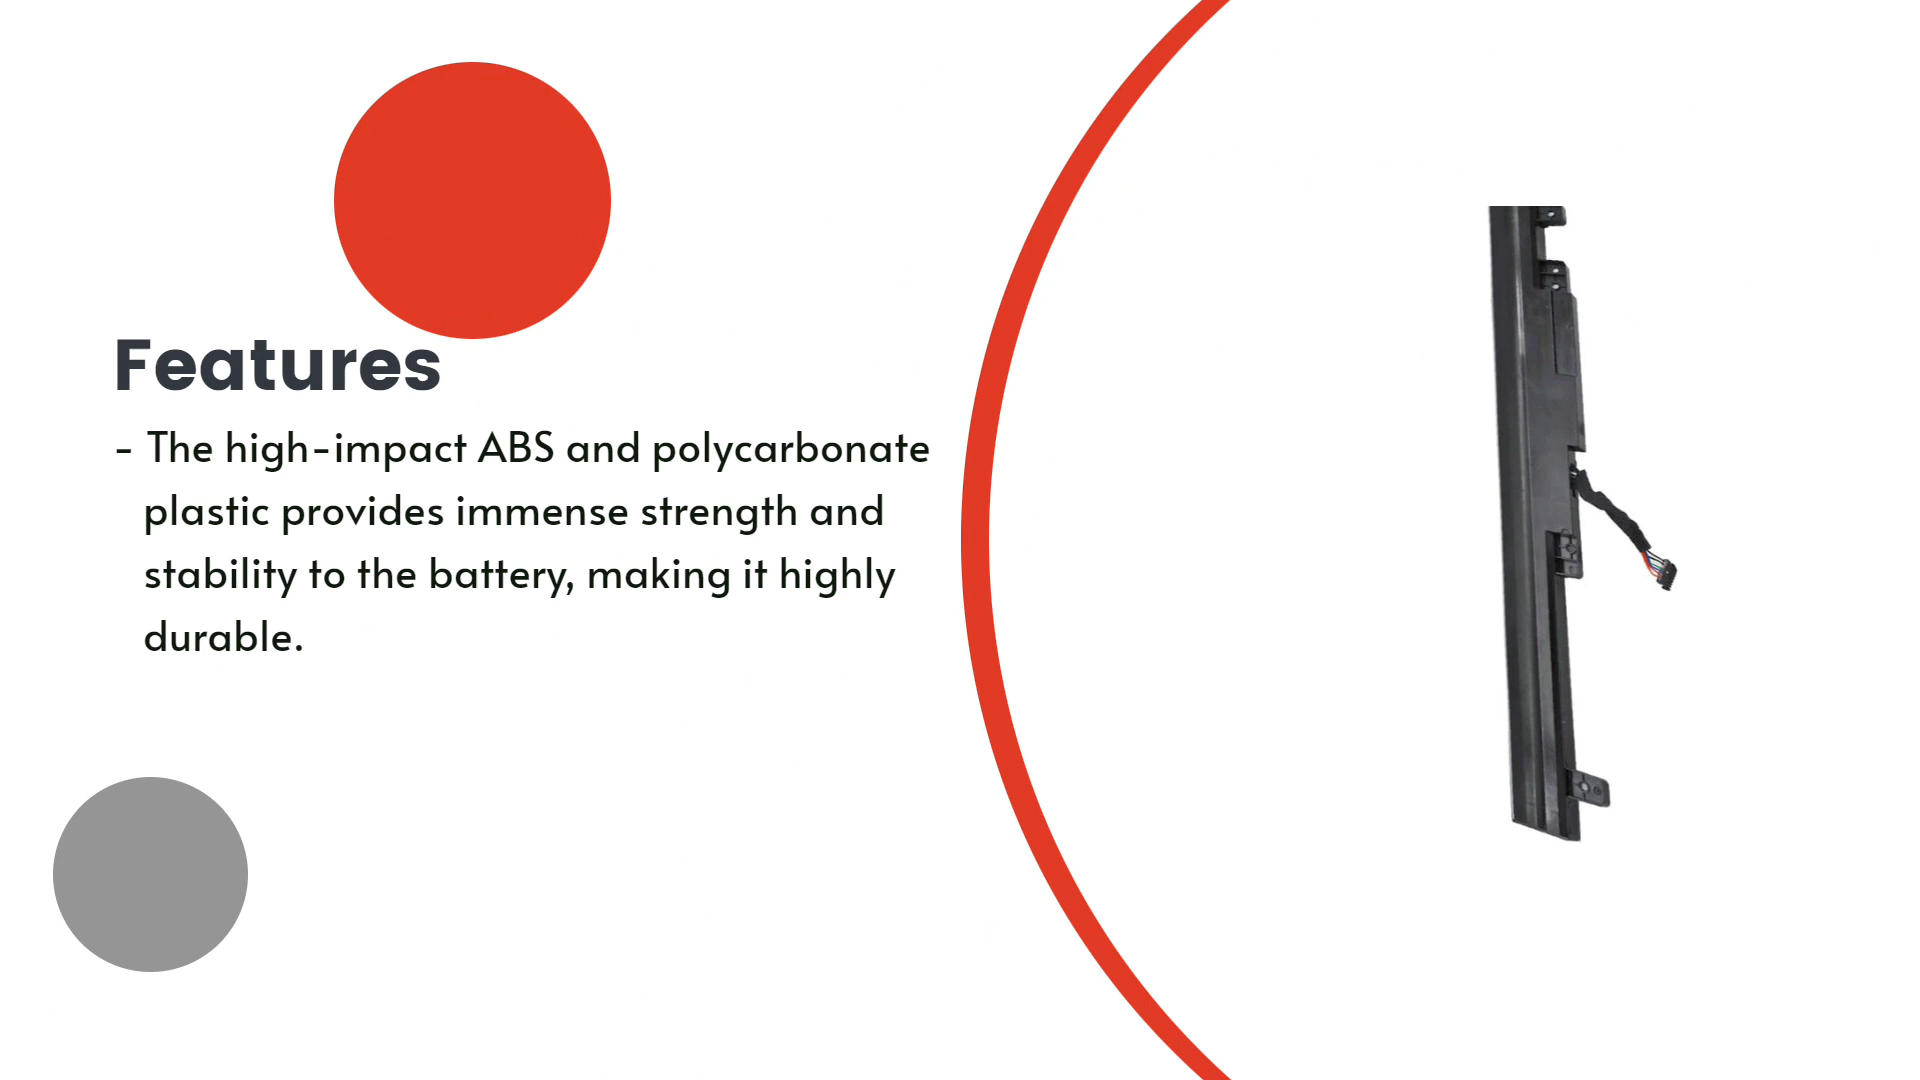 Features
- The high-impact ABS and polycarbonate
plastic provides immense strength and
stability to the battery, making it highly
durable.